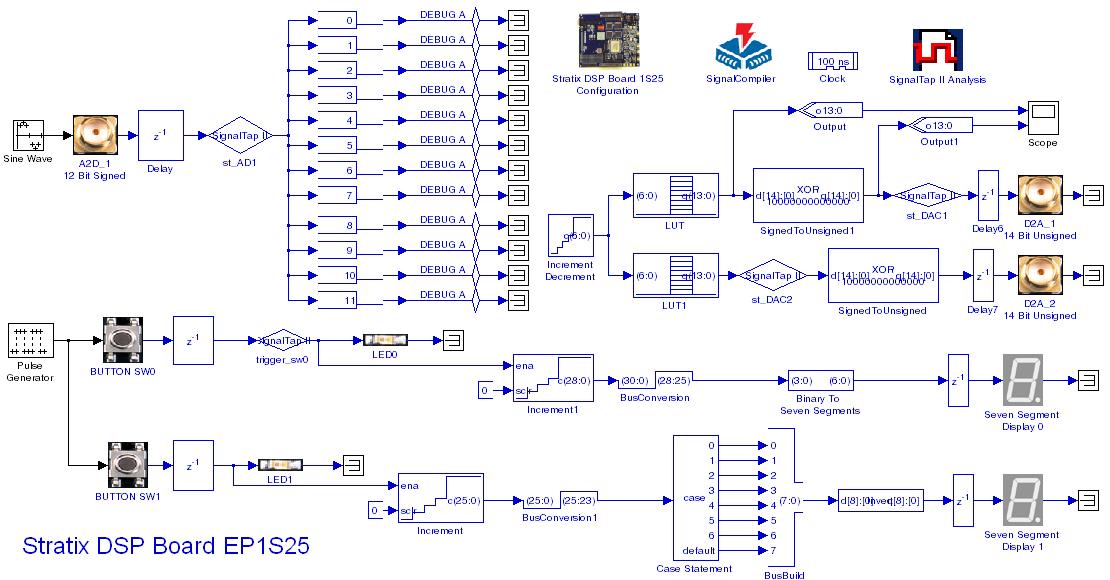 0 DEBUG A
1 DEBUG A
2 DEBUG A
3 DEBUG A
4 DEBUG A
5 DEBUG A
6 DEBUG A
7 DEBUG A
8 DEBUG A
9 DEBUG A
10 DEBUG A
11 DEBUG A
Sine Wave
A2D_1
12 Bit Signed
z-1
Delay
SignalTap II
st_AD1
Stratix DSP Board 1S25
Configuration
SignalCompiler
100 ns
Clock
SignalTap II Analysis
o13:0
Output
o13:0
Output1
Scope
q(6:0)
Increment
Decrement
(6:0) q(13:0)
LUT
XOR
d[14]:[0] q[14]:[0]
10000000000000
SignedToUnsigned1
SignalTap II
st_DAC1
z-1
Delay6
D2A_1
14 Bit Unsigned
(6:0) q(13:0)
LUT1
SignalTap II
st_DAC2
XOR
d[14]:[0] q[14]:[0]
10000000000000
SignedToUnsigned
z-1
Delay7
D2A_2
14 Bit Unsigned
Pulse
Generator
BUTTON SW0
z-1
SignalTap II
trigger_sw0
LED0
ena
0 sclr
c(28:0)
Increment1
(30:0) (28:25)
BusConversion
(3:0) (6:0)
Binary To
Seven Segments
z-1
Seven Segment
Display 0
BUTTON SW1
z-1
LED1
ena
0 sclr
c(25:0)
Increment
(25:0) (25:23)
BusConversion1
case
0 0
1 1
2 2
3 3
4 4
5 5
6 6
default 7
Case Statement
(7:0)
BusBuild
d[8]:[0] q[8]:[0]
z-1
Seven Segment
Display 1
Stratix DSP Board EP1S25